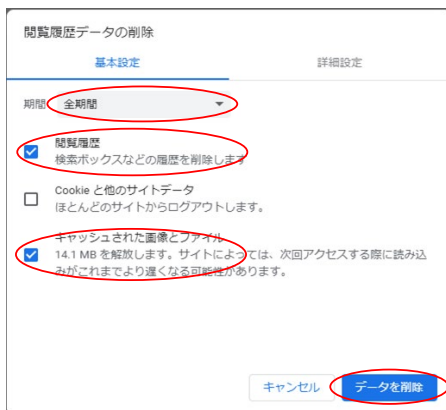 閲覧履歴データの削除
基本設定 詳細設定
期間 全期間
閲覧履歴
検索ボックスなどの履歴を削除します
Cookie と他のサイトデータ
ほとんどのサイトからログアウトします。
キャッシュされた画像とファイル
14.1 MB を解放します。サイトによっては、次回アクセスする際に読み込
みがこれまでより遅くなる可能性があります。
キャンセル データを削除